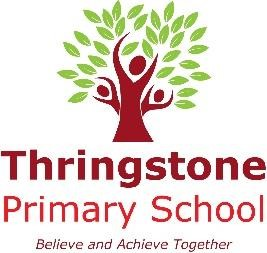 Thringstone
Primary School
Believe and Achieve Together